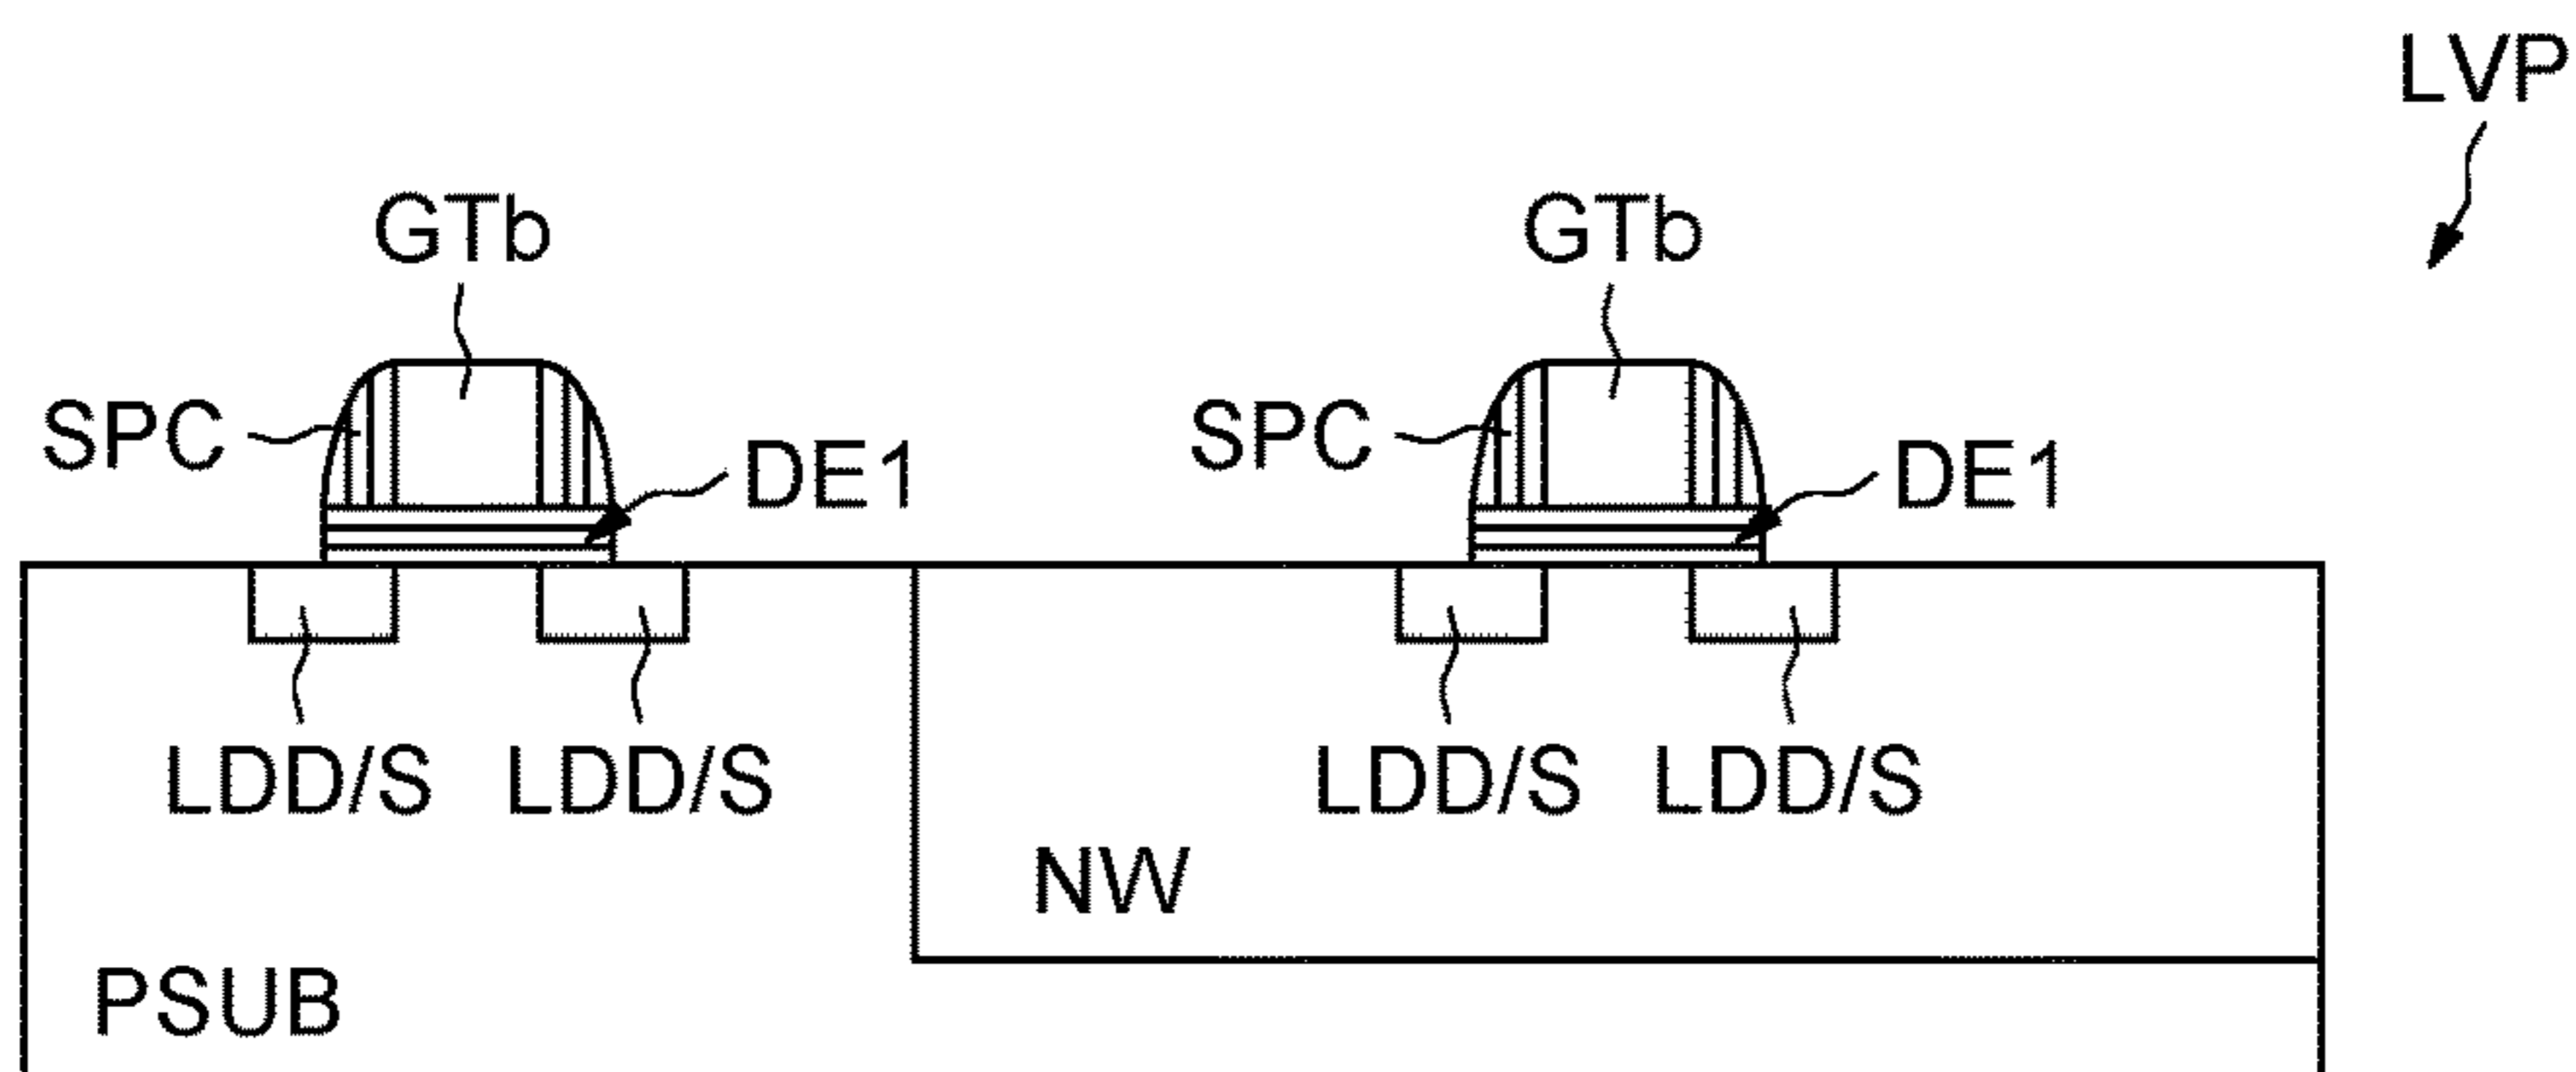 LVP
GTb GTb
SPC SPC
DE1 DE1
LDD/S LDD/S LDD/S LDD/S
NW
PSUB